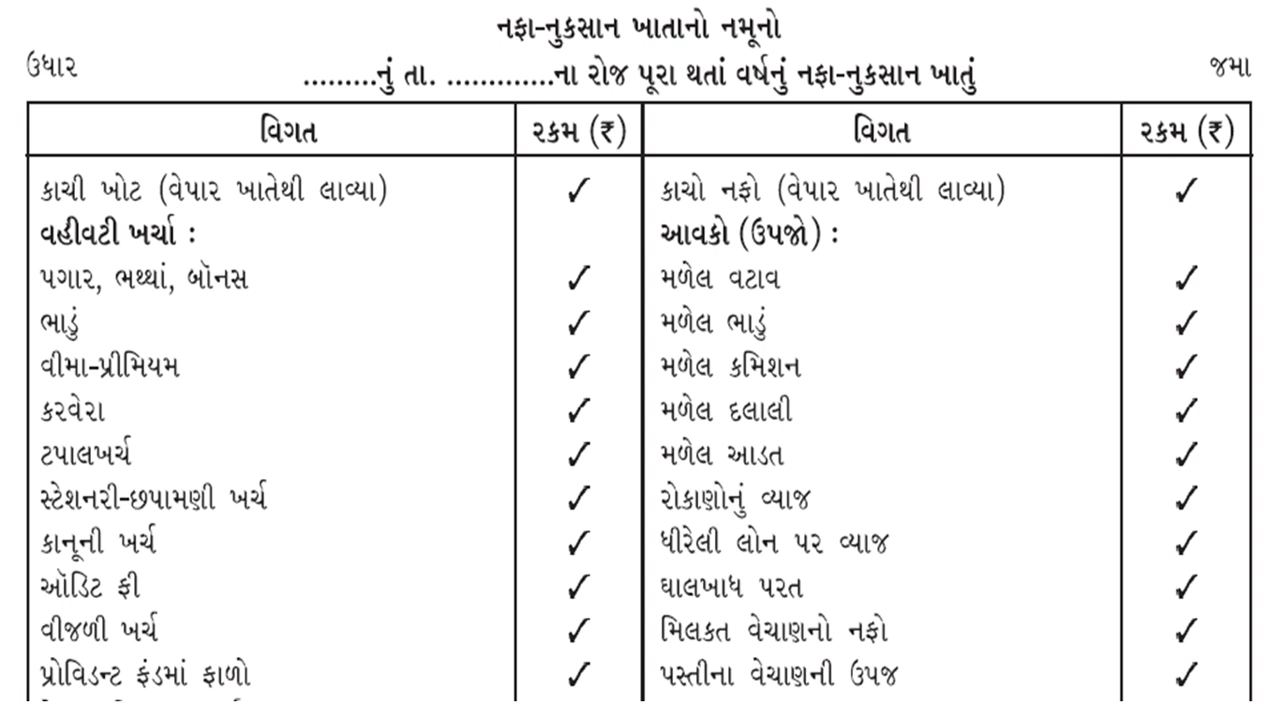 નફા-નુકસાન ખાતાનો નમૂનો
ઉધાર .........નું તા. .............ના રોજ પૂરા થતાં વર્ષનું નફા-નુકસાન ખાતું જમા
વિગત રકમ (₹) વિગત રકમ (₹)
કાચી ખોટ (વેપાર ખાતેથી લાવ્યા) ✓ કાચો નફો (વેપાર ખાતેથી લાવ્યા) ✓
વહીવટી ખર્ચા : આવકો (ઉપજો) :
પગાર, ભથ્થાં, બૉનસ ✓ મળેલ વટાવ ✓
ભાડું ✓ મળેલ ભાડું ✓
વીમા-પ્રીમિયમ ✓ મળેલ કમિશન ✓
કરવેરા ✓ મળેલ દલાલી ✓
ટપાલખર્ચ ✓ મળેલ આડત ✓
સ્ટેશનરી-છપામણી ખર્ચ ✓ રોકાણોનું વ્યાજ ✓
કાનૂની ખર્ચ ✓ ધીરેલી લોન પર વ્યાજ ✓
ઑડિટ ફી ✓ ઘાલખાધ પરત ✓
વીજળી ખર્ચ ✓ મિલકત વેચાણનો નફો ✓
પ્રોવિડન્ટ ફંડમાં ફાળો ✓ પસ્તીના વેચાણની ઉપજ ✓